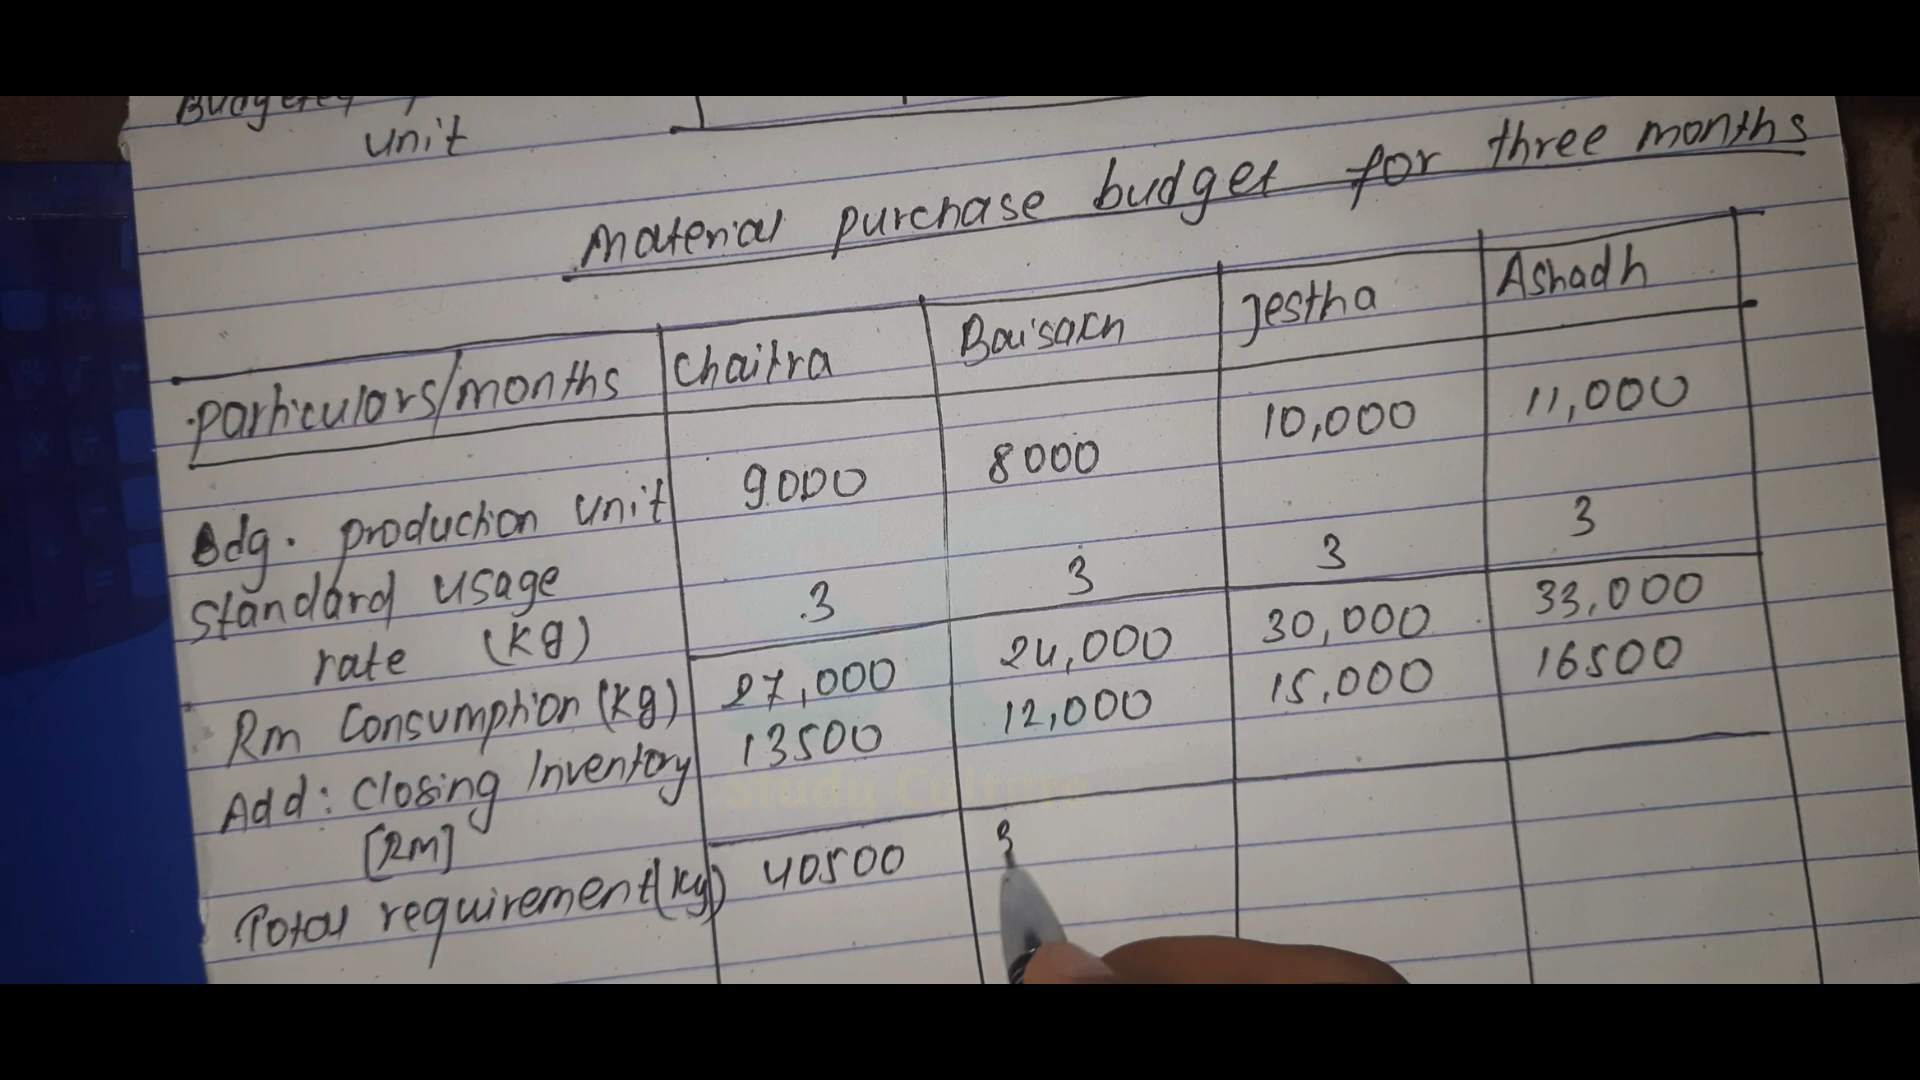 unit
Material purchase budget for three months
particulars/months Chaitra Baisakh Jestha Ashadh
Bdg. production unit 9000 8000 10,000 11,000
standard usage
rate (kg) 3 3 3 3
Rm Consumption (kg) 27,000 24,000 30,000 33,000
Add: Closing Inventory 13500 12,000 15,000 16500
[RM]
Total requirement (kg) 40500 3
Study Culture